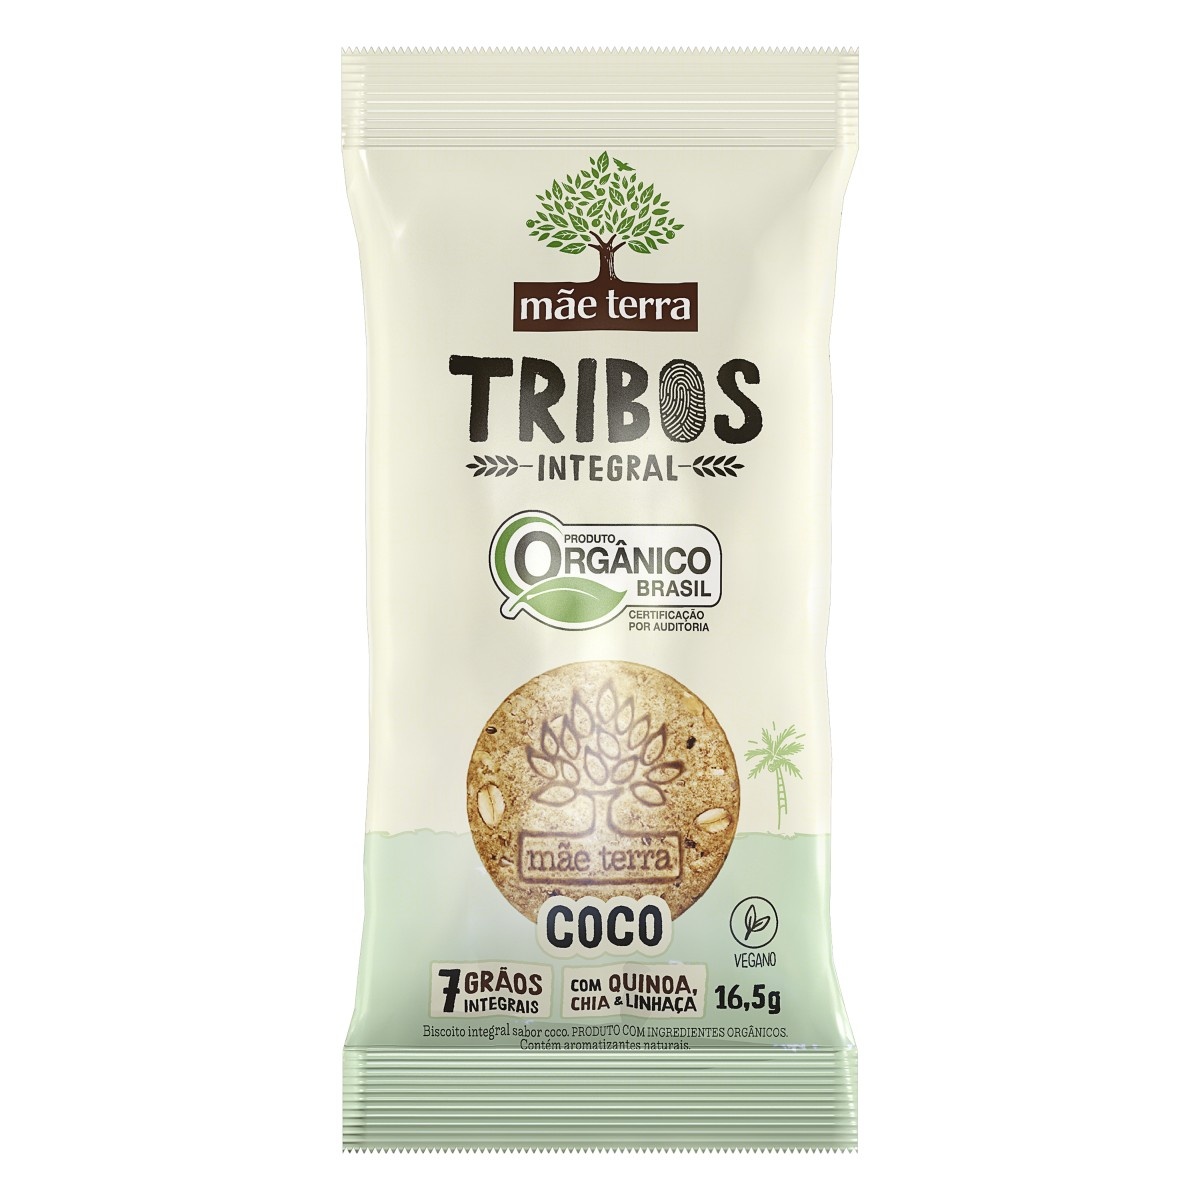 mãe terra
TRIBOS
INTEGRAL
PRODUTO
ORGÂNICO
BRASIL
CERTIFICAÇÃO
POR AUDITORIA
mãe terra
COCO
VEGANO
7 GRÃOS
INTEGRAIS
COM QUINOA,
CHIA & LINHAÇA
16,5g
Biscoito integral sabor coco. PRODUTO COM INGREDIENTES ORGÂNICOS.
Contém aromatizantes naturais.